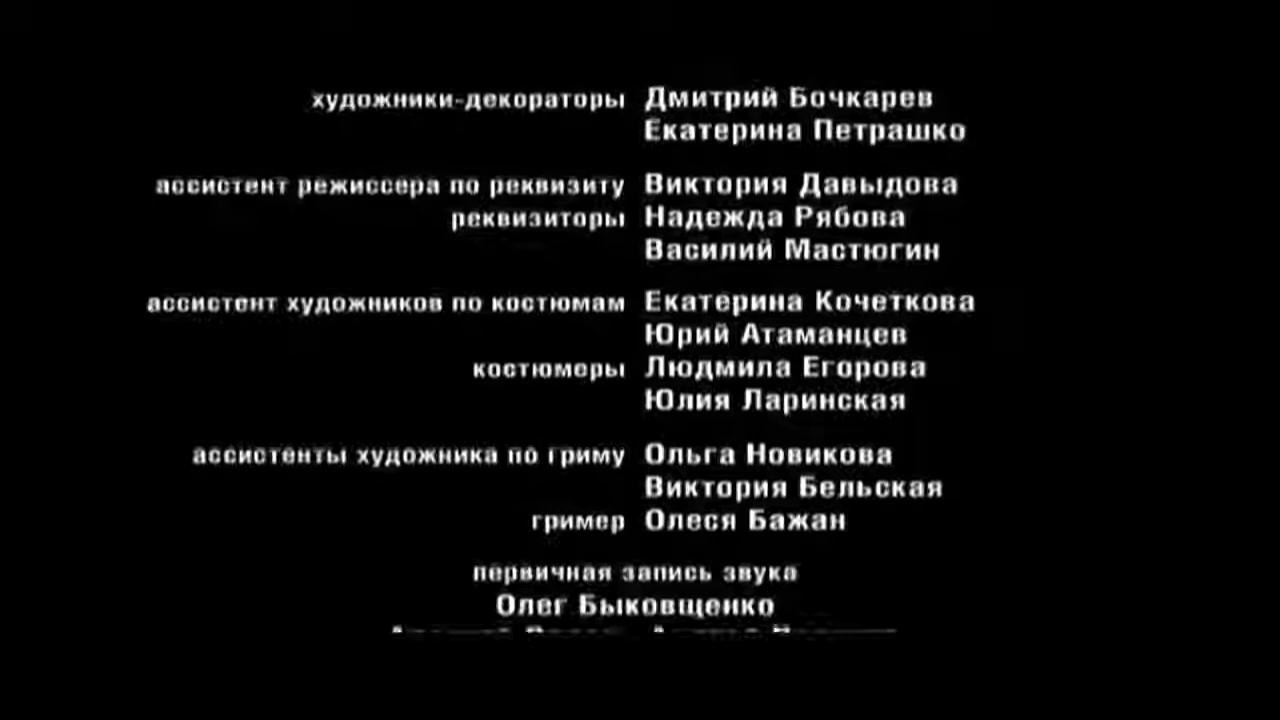 художники-декораторы Дмитрий Бочкарев
Екатерина Петрашко
ассистент режиссера по реквизиту Виктория Давыдова
реквизиторы Надежда Рябова
Василий Мастюгин
ассистент художников по костюмам Екатерина Кочеткова
Юрий Атаманцев
костюмеры Людмила Егорова
Юлия Ларинская
ассистенты художника по гриму Ольга Новикова
Виктория Бельская
гример Олеся Бажан
первичная запись звука
Олег Быковщенко